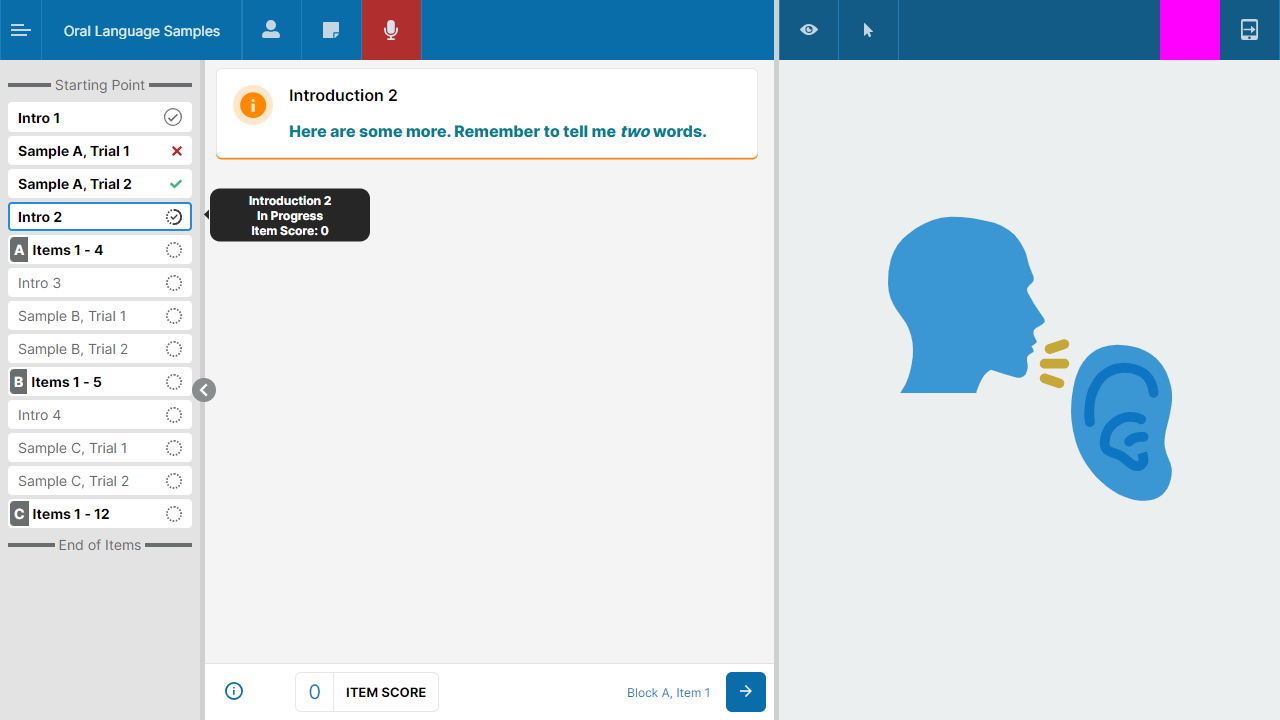 Oral Language Samples
Starting Point
Intro 1
Sample A, Trial 1
Sample A, Trial 2
Intro 2
A Items 1 - 4
Intro 3
Sample B, Trial 1
Sample B, Trial 2
B Items 1 - 5
Intro 4
Sample C, Trial 1
Sample C, Trial 2
C Items 1 - 12
End of Items
Introduction 2
Here are some more. Remember to tell me two words.
Introduction 2
In Progress
Item Score: 0
0 ITEM SCORE
Block A, Item 1